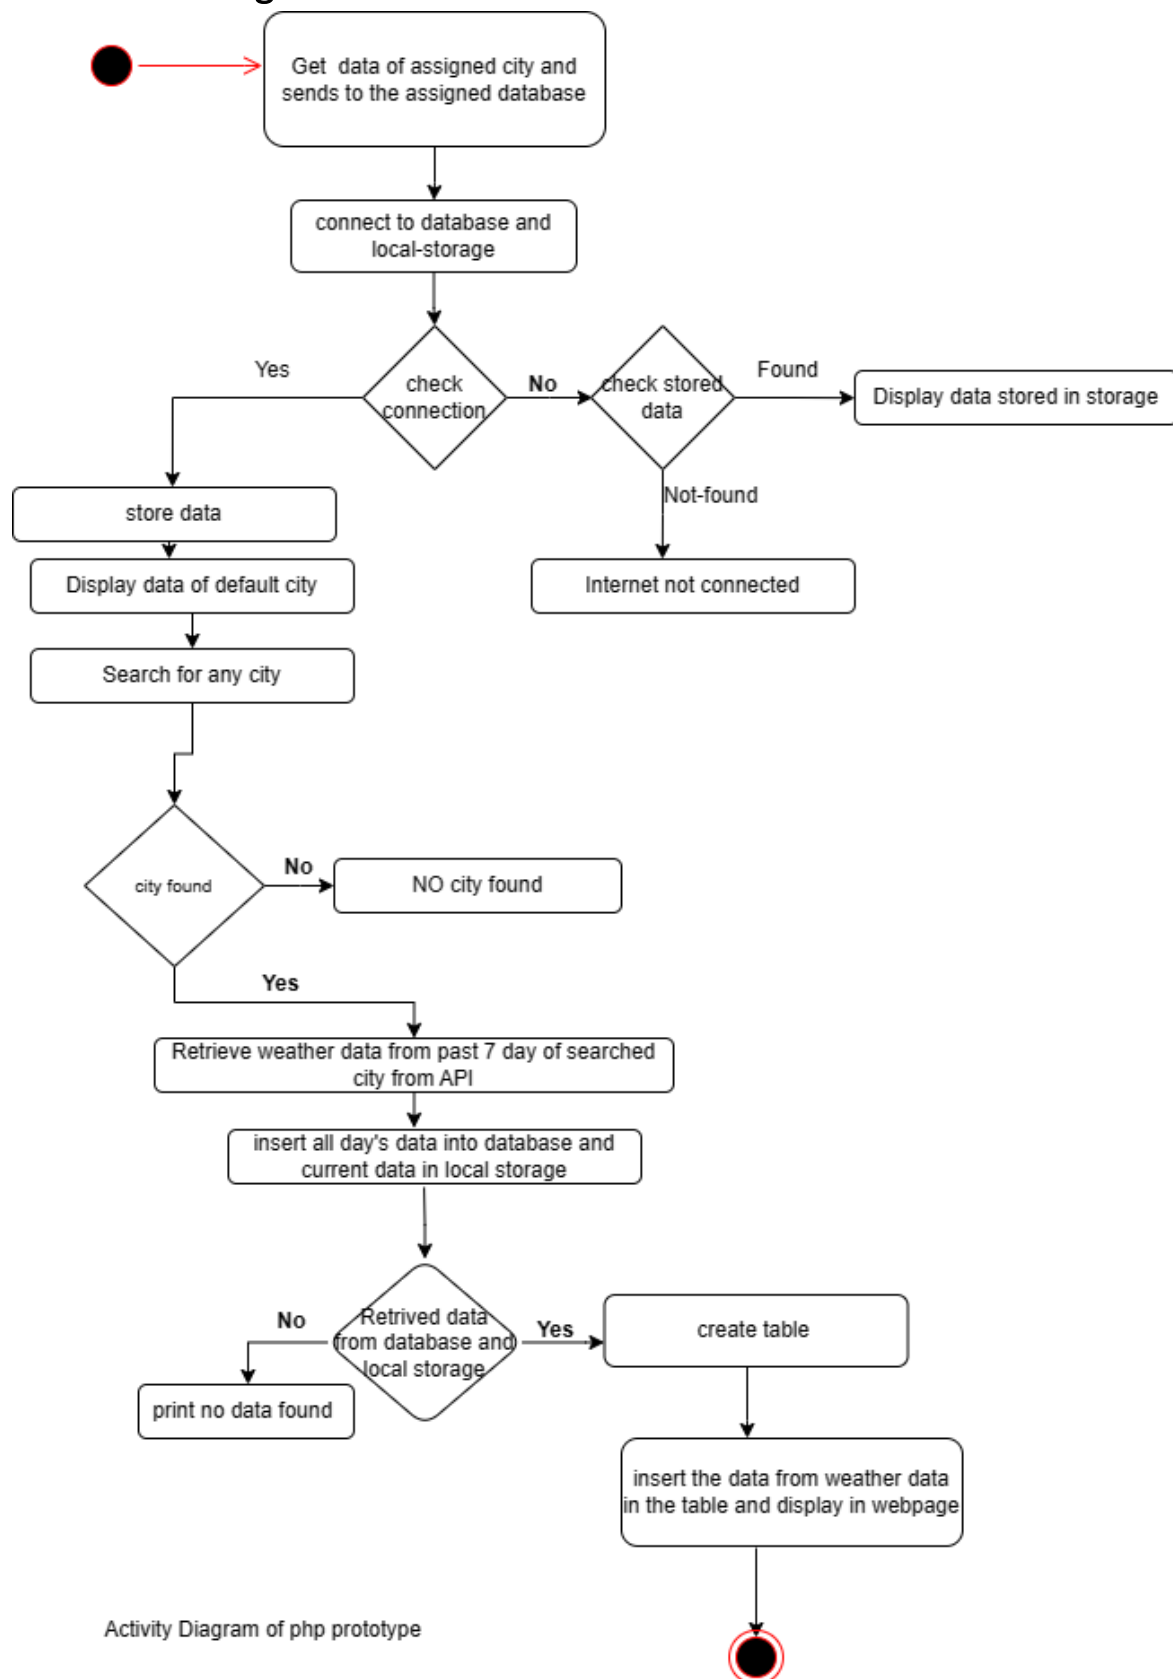 Get data of assigned city and
sends to the assigned database
connect to database and
local-storage
Yes
check
connection
No
check stored
data
Found
Display data stored in storage
Not-found
store data
Display data of default city
Internet not connected
Search for any city
city found
No
NO city found
Yes
Retrieve weather data from past 7 day of searched
city from API
insert all day's data into database and
current data in local storage
No
Retrived data
from database and
local storage
Yes
create table
print no data found
insert the data from weather data
in the table and display in webpage
Activity Diagram of php prototype